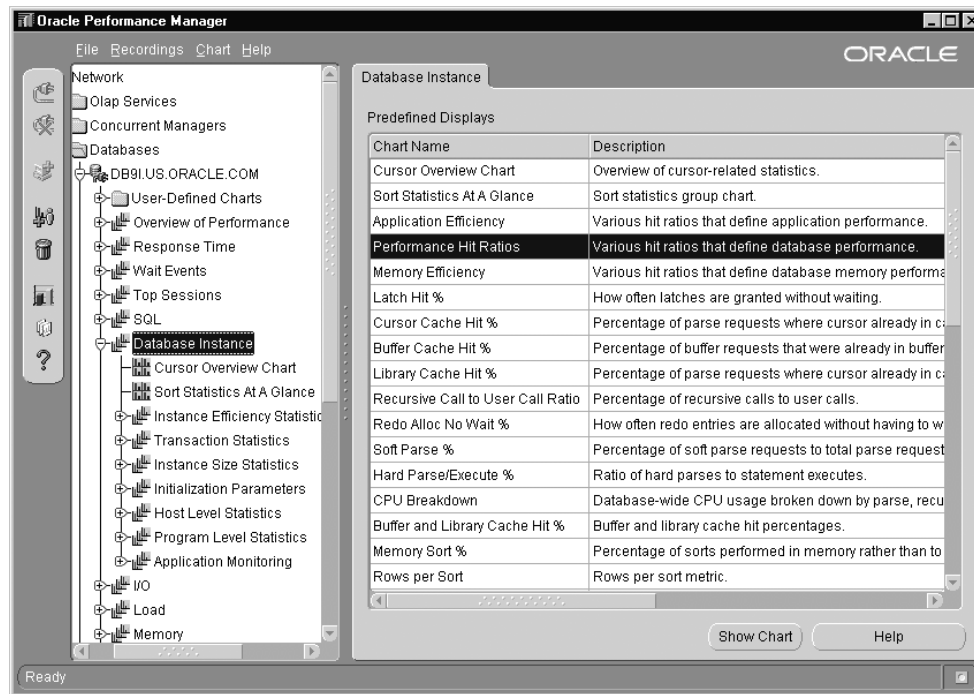 Oracle Performance Manager
File Recordings Chart Help
ORACLE
Network
Olap Services
Concurrent Managers
Databases
DB9I.US.ORACLE.COM
User-Defined Charts
Overview of Performance
Response Time
Wait Events
Top Sessions
SQL
Database Instance
Cursor Overview Chart
Sort Statistics At A Glance
Instance Efficiency Statistic
Transaction Statistics
Instance Size Statistics
Initialization Parameters
Host Level Statistics
Program Level Statistics
Application Monitoring
I/O
Load
Memory
Database Instance
Predefined Displays
Chart Name Description
Cursor Overview Chart Overview of cursor-related statistics.
Sort Statistics At A Glance Sort statistics group chart.
Application Efficiency Various hit ratios that define application performance.
Performance Hit Ratios Various hit ratios that define database performance.
Memory Efficiency Various hit ratios that define database memory performa
Latch Hit % How often latches are granted without waiting.
Cursor Cache Hit % Percentage of parse requests where cursor already in ca
Buffer Cache Hit % Percentage of buffer requests that were already in buffer
Library Cache Hit % Percentage of parse requests where cursor already in ca
Recursive Call to User Call Ratio Percentage of recursive calls to user calls.
Redo Alloc No Wait % How often redo entries are allocated without having to w
Soft Parse % Percentage of soft parse requests to total parse request
Hard Parse/Execute % Ratio of hard parses to statement executes.
CPU Breakdown Database-wide CPU usage broken down by parse, recu
Buffer and Library Cache Hit % Buffer and library cache hit percentages.
Memory Sort % Percentage of sorts performed in memory rather than to
Rows per Sort Rows per sort metric.
Show Chart Help
Ready